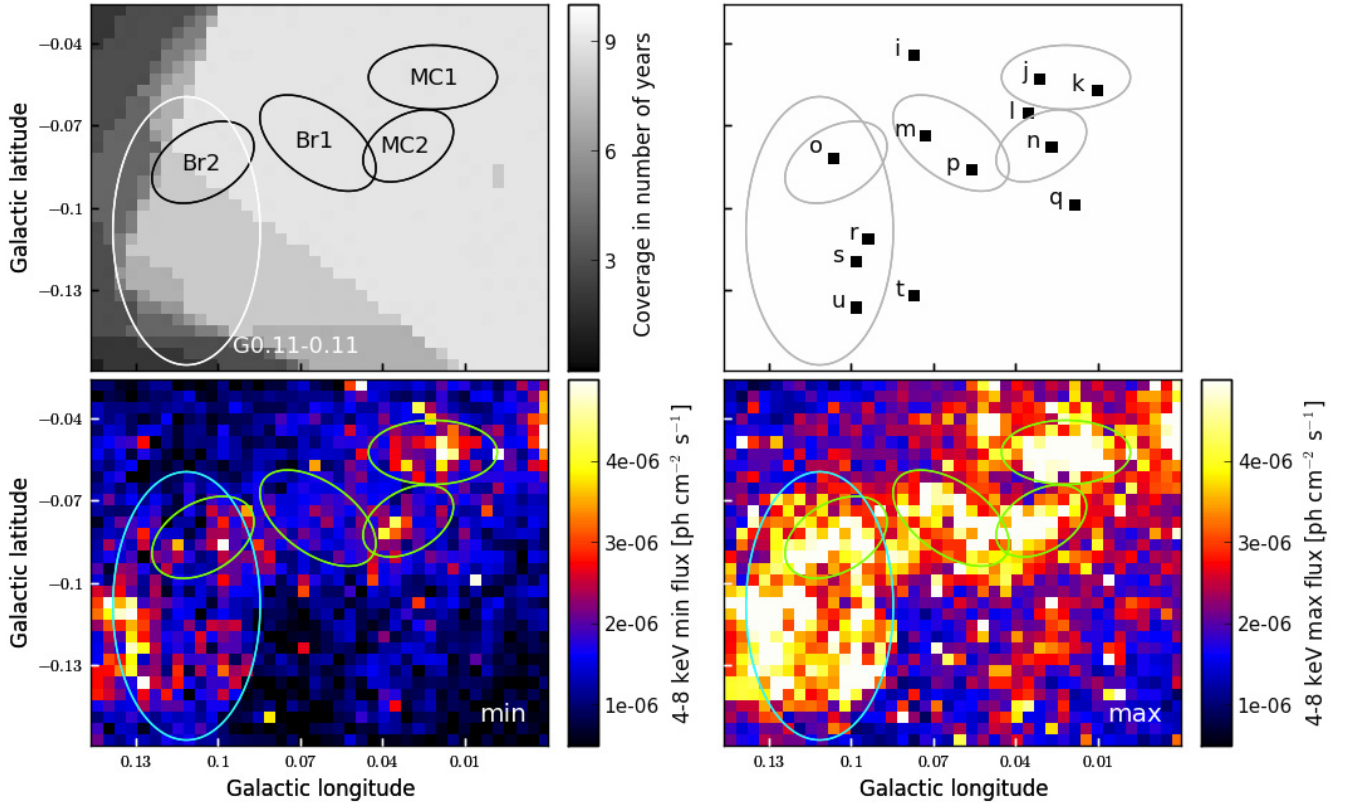 −0.04
−0.07
−0.1
−0.13
Galactic latitude
MC1
Br1
MC2
Br2
G0.11-0.11
9
6
3
Coverage in number of years
i
j
k
l
m
n
o
p
q
r
s
t
u
−0.04
−0.07
−0.1
−0.13
Galactic latitude
min
0.13 0.1 0.07 0.04 0.01
Galactic longitude
4e-06
3e-06
2e-06
1e-06
4-8 keV min flux [ph cm⁻² s⁻¹]
max
0.13 0.1 0.07 0.04 0.01
Galactic longitude
4e-06
3e-06
2e-06
1e-06
4-8 keV max flux [ph cm⁻² s⁻¹]